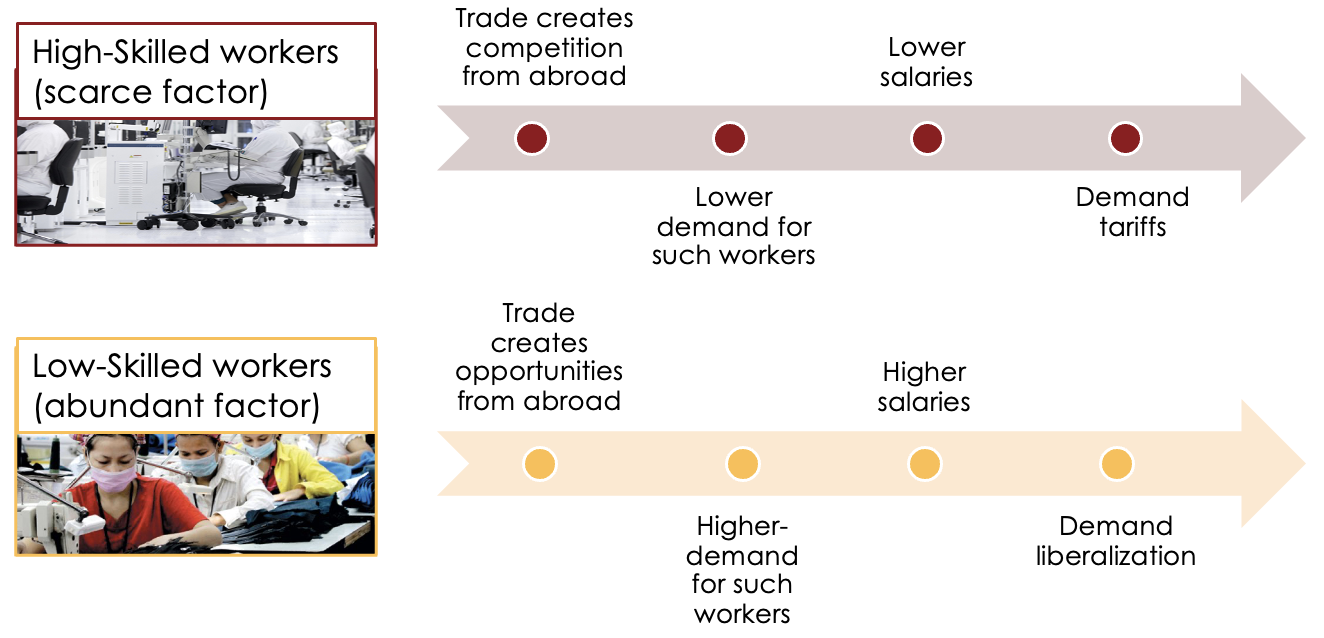 High-Skilled workers
(scarce factor)
Trade creates
competition
from abroad
Lower
demand for
such workers
Lower
salaries
Demand
tariffs
Low-Skilled workers
(abundant factor)
Trade
creates
opportunities
from abroad
Higher-
demand
for such
workers
Higher
salaries
Demand
liberalization